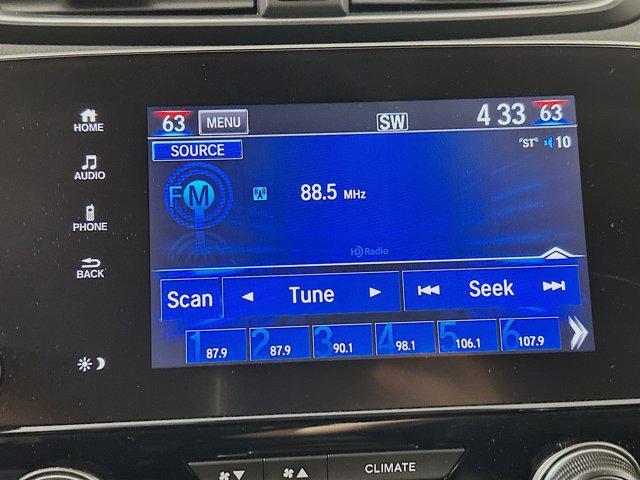 HOME
AUDIO
PHONE
BACK
63 MENU SW 4 33 63
SOURCE "ST" 10
FM 88.5 MHz
HD Radio
Scan Tune Seek
1 87.9 2 87.9 3 90.1 4 98.1 5 106.1 6 107.9
CLIMATE